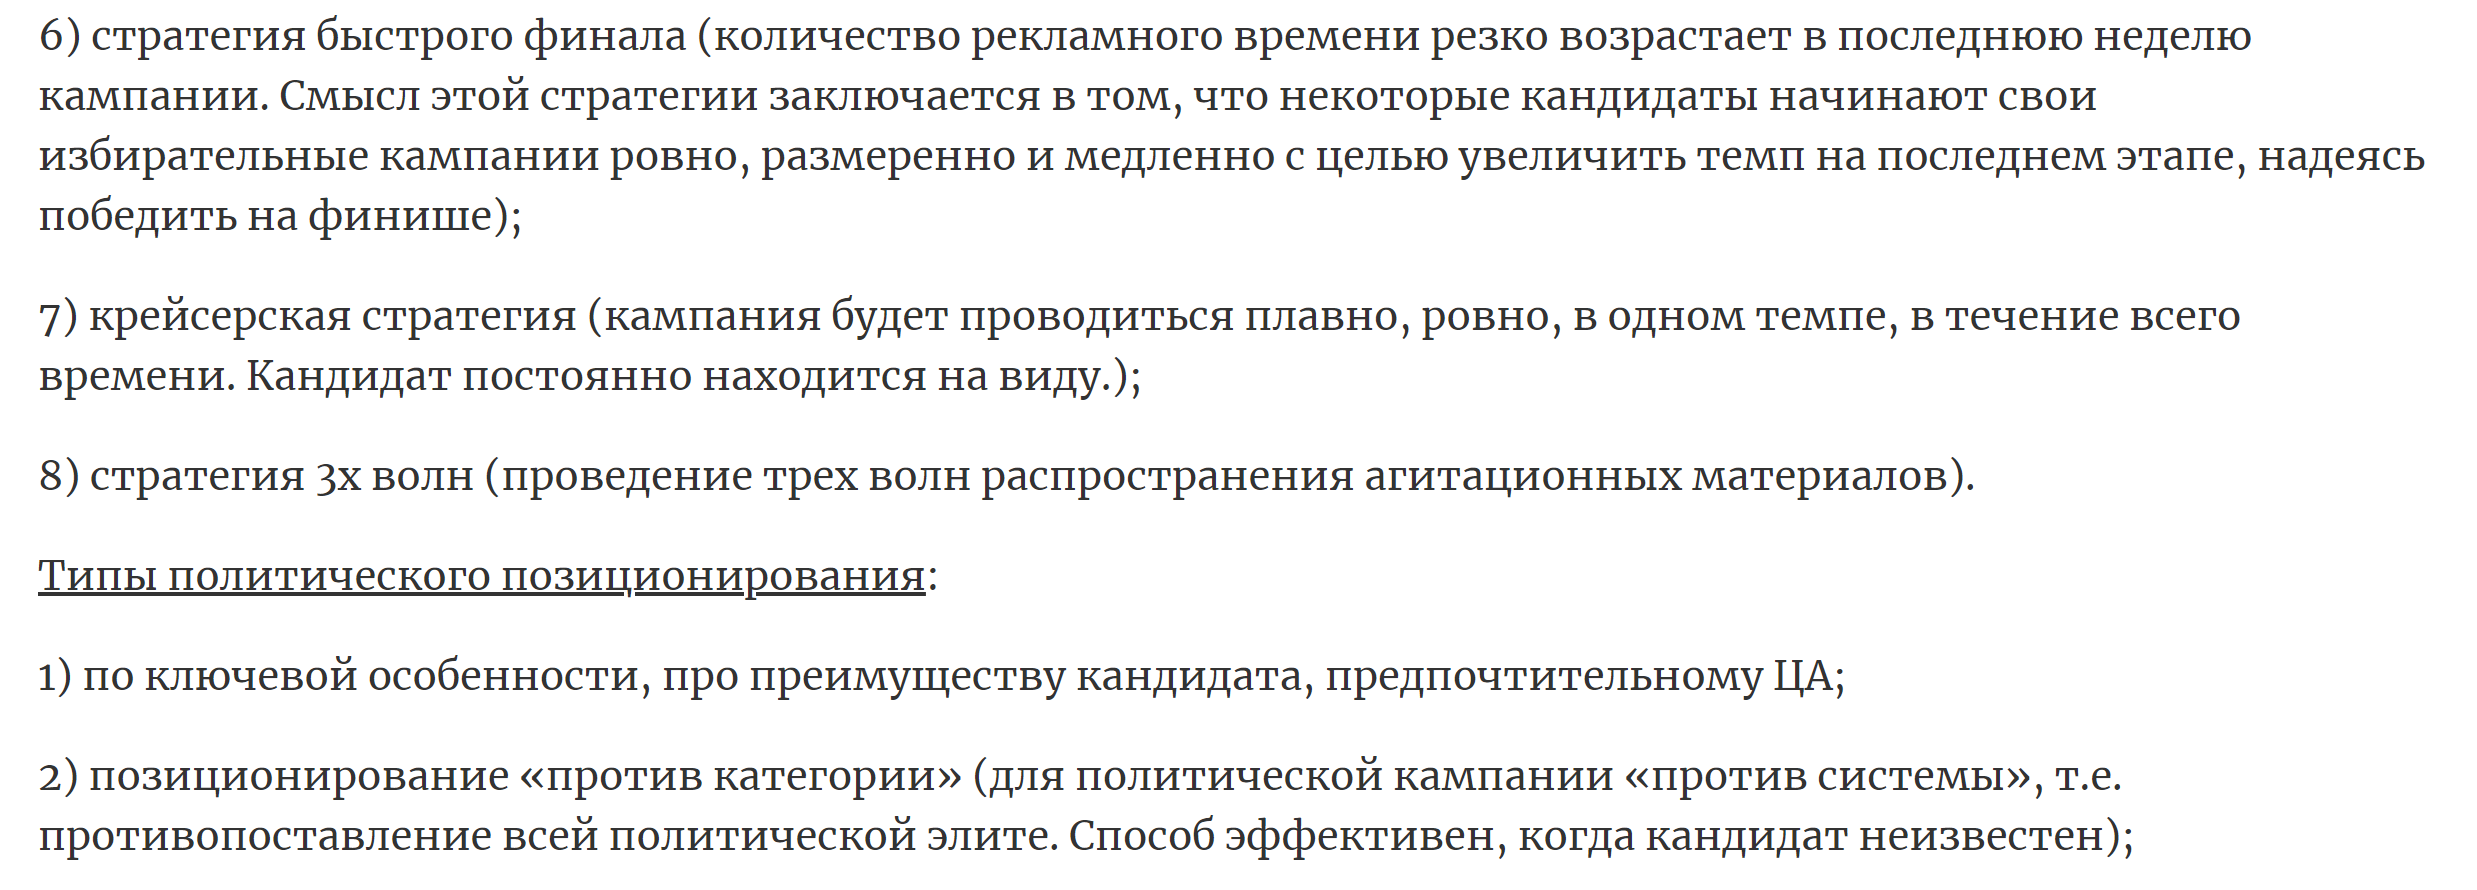 6) стратегия быстрого финала (количество рекламного времени резко возрастает в последнюю неделю
кампании. Смысл этой стратегии заключается в том, что некоторые кандидаты начинают свои
избирательные кампании ровно, размеренно и медленно с целью увеличить темп на последнем этапе, надеясь
победить на финише);
7) крейсерская стратегия (кампания будет проводиться плавно, ровно, в одном темпе, в течение всего
времени. Кандидат постоянно находится на виду.);
8) стратегия 3х волн (проведение трех волн распространения агитационных материалов).
Типы политического позиционирования:
1) по ключевой особенности, про преимуществу кандидата, предпочтительному ЦА;
2) позиционирование «против категории» (для политической кампании «против системы», т.е.
противопоставление всей политической элите. Способ эффективен, когда кандидат неизвестен);